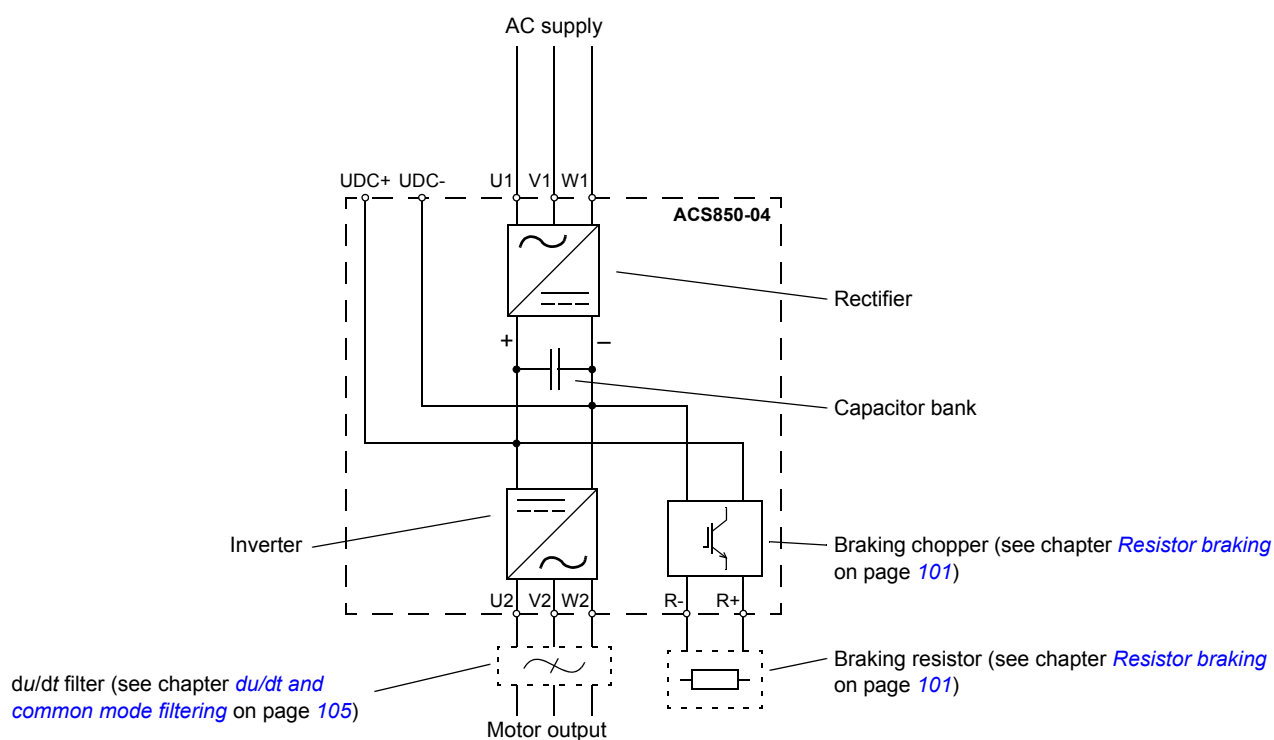 AC supply
UDC+ UDC- U1 V1 W1
ACS850-04
Rectifier
+ –
Capacitor bank
Inverter
Braking chopper (see chapter Resistor braking
on page 101)
U2 V2 W2 R- R+
Braking resistor (see chapter Resistor braking
on page 101)
du/dt filter (see chapter du/dt and
common mode filtering on page 105)
Motor output